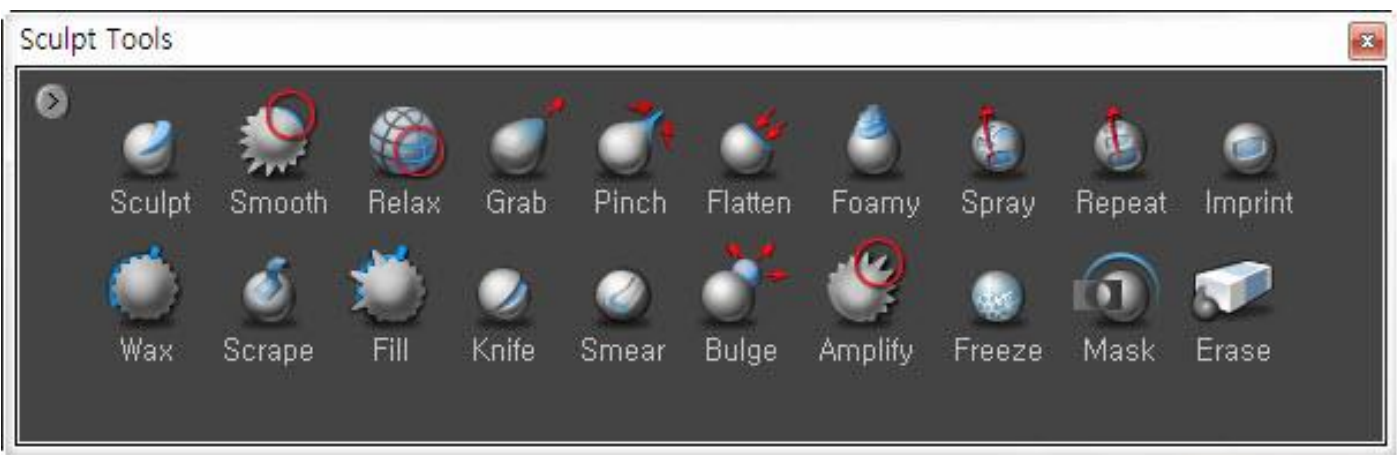 Sculpt Tools
Sculpt Smooth Relax Grab Pinch Flatten Foamy Spray Repeat Imprint
Wax Scrape Fill Knife Smear Bulge Amplify Freeze Mask Erase